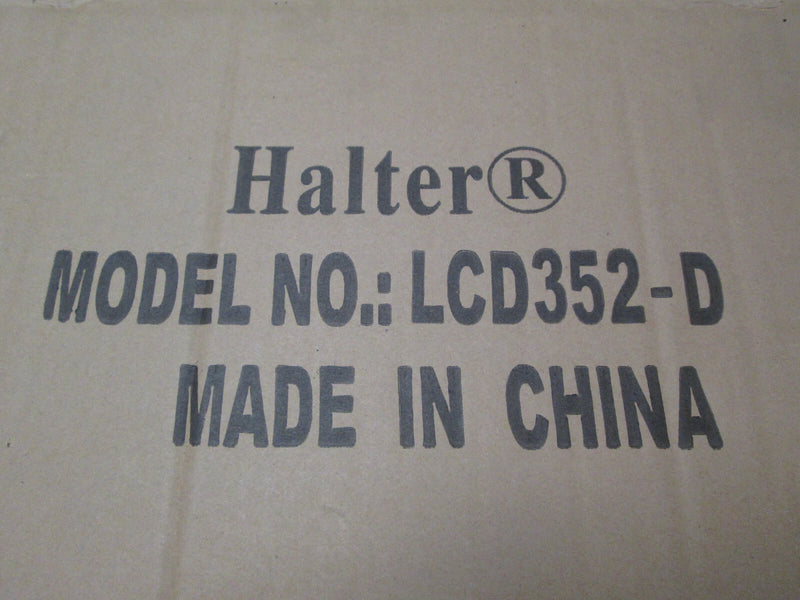 Halter®
MODEL NO.: LCD352-D
MADE IN CHINA